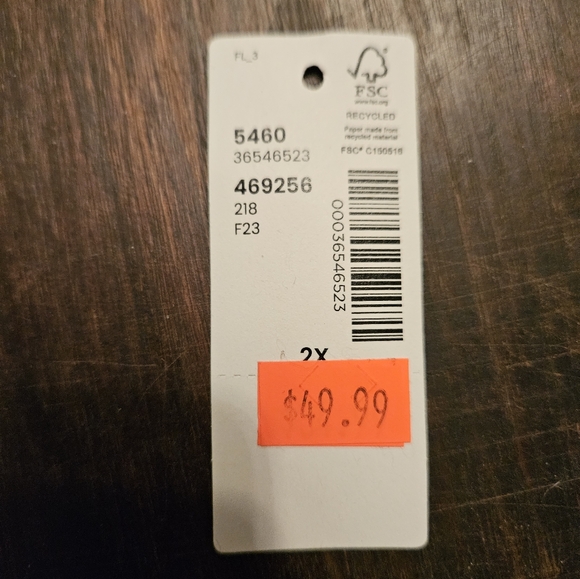 FL_3
FSC
www.fsc.org
RECYCLED
Paper made from
recycled material
FSC® C150516
5460
36546523
469256
218
F23
00036546523
2X
$49.99